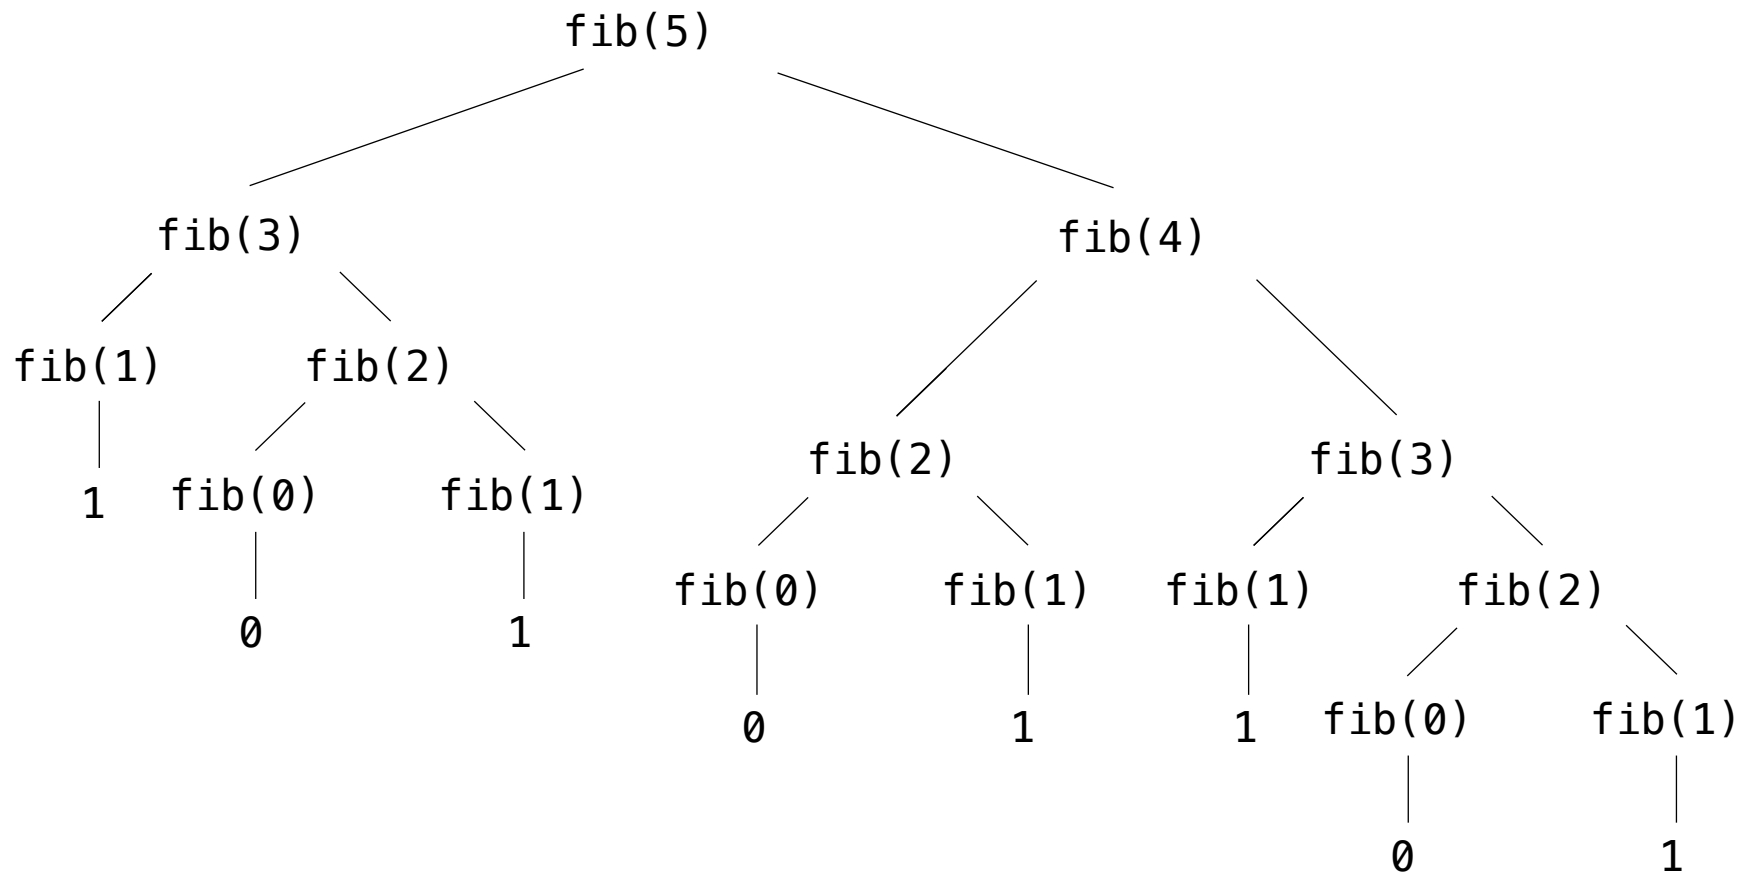 fib(5)
fib(3) fib(4)
fib(1) fib(2)
fib(2) fib(3)
1 fib(0) fib(1)
fib(0) fib(1) fib(1) fib(2)
0 1
0 1 1 fib(0) fib(1)
0 1